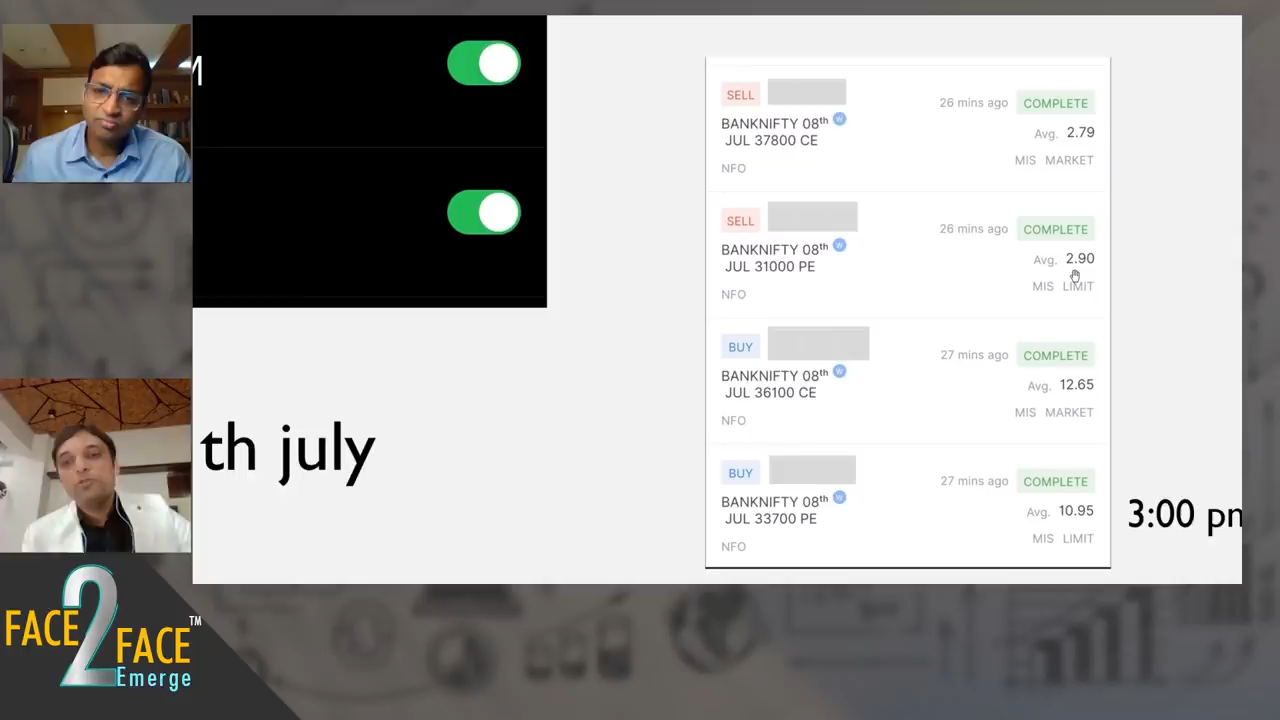 M
SELL
26 mins ago COMPLETE
BANKNIFTY 08th W
Avg. 2.79
JUL 37800 CE
MIS MARKET
NFO
SELL
26 mins ago COMPLETE
BANKNIFTY 08th W
Avg. 2.90
JUL 31000 PE
MIS LIMIT
NFO
BUY
27 mins ago COMPLETE
BANKNIFTY 08th W
Avg. 12.65
JUL 36100 CE
MIS MARKET
NFO
BUY
27 mins ago COMPLETE
BANKNIFTY 08th W
Avg. 10.95
JUL 33700 PE
MIS LIMIT
NFO
th july
3:00 pm
FACE 2 FACE TM
Emerge